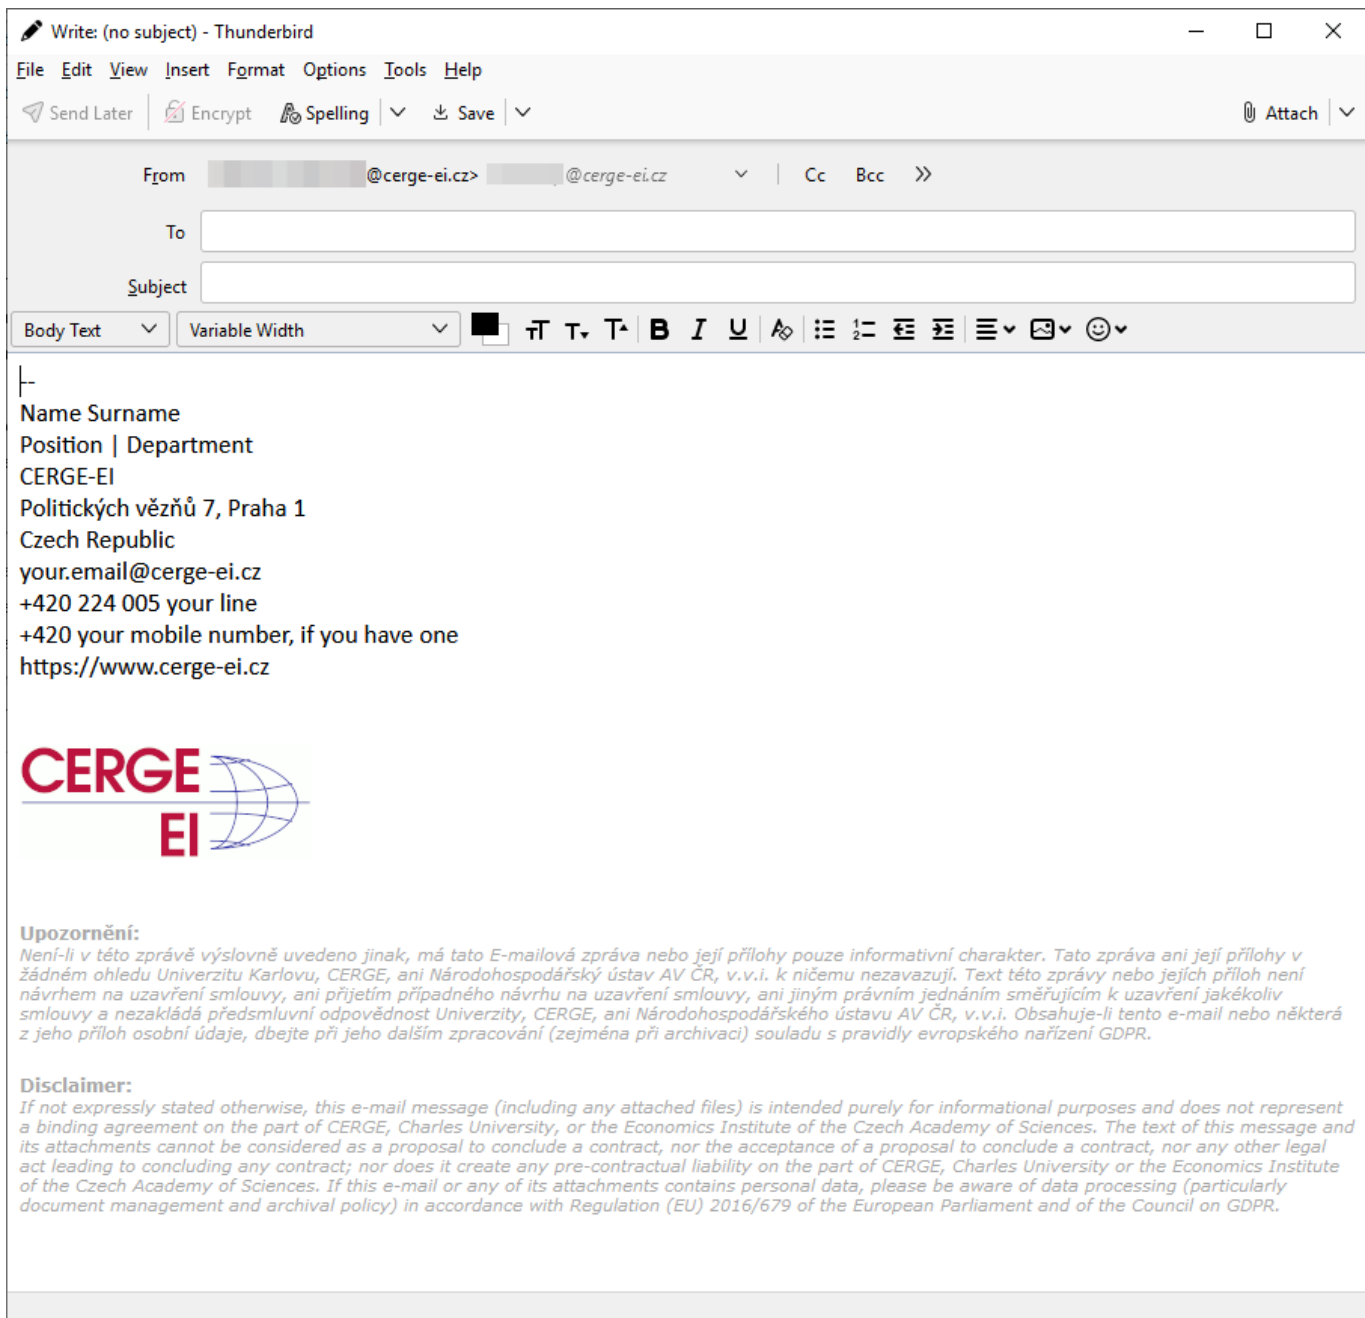 Write: (no subject) - Thunderbird
File Edit View Insert Format Options Tools Help
Send Later Encrypt Spelling Save Attach
From @cerge-ei.cz> @cerge-ei.cz Cc Bcc
To
Subject
Body Text Variable Width
--
Name Surname
Position | Department
CERGE-EI
Politických vězňů 7, Praha 1
Czech Republic
your.email@cerge-ei.cz
+420 224 005 your line
+420 your mobile number, if you have one
https://www.cerge-ei.cz
CERGE
EI
Upozornění:
Není-li v této zprávě výslovně uvedeno jinak, má tato E-mailová zpráva nebo její přílohy pouze informativní charakter. Tato zpráva ani její přílohy v
žádném ohledu Univerzitu Karlovu, CERGE, ani Národohospodářský ústav AV ČR, v.v.i. k ničemu nezavazují. Text této zprávy nebo jejích příloh není
návrhem na uzavření smlouvy, ani přijetím případného návrhu na uzavření smlouvy, ani jiným právním jednáním směřujícím k uzavření jakékoliv
smlouvy a nezakládá předsmluvní odpovědnost Univerzity, CERGE, ani Národohospodářského ústavu AV ČR, v.v.i. Obsahuje-li tento e-mail nebo některá
z jeho příloh osobní údaje, dbejte při jeho dalším zpracování (zejména při archivaci) souladu s pravidly evropského nařízení GDPR.
Disclaimer:
If not expressly stated otherwise, this e-mail message (including any attached files) is intended purely for informational purposes and does not represent
a binding agreement on the part of CERGE, Charles University, or the Economics Institute of the Czech Academy of Sciences. The text of this message and
its attachments cannot be considered as a proposal to conclude a contract, nor the acceptance of a proposal to conclude a contract, nor any other legal
act leading to concluding any contract; nor does it create any pre-contractual liability on the part of CERGE, Charles University or the Economics Institute
of the Czech Academy of Sciences. If this e-mail or any of its attachments contains personal data, please be aware of data processing (particularly
document management and archival policy) in accordance with Regulation (EU) 2016/679 of the European Parliament and of the Council on GDPR.